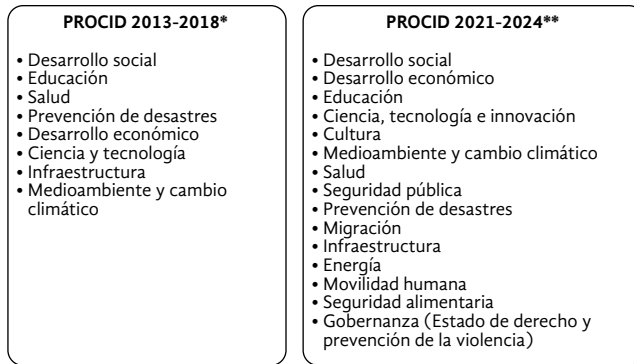 PROCID 2013-2018*
• Desarrollo social
• Educación
• Salud
• Prevención de desastres
• Desarrollo económico
• Ciencia y tecnología
• Infraestructura
• Medioambiente y cambio
climático
PROCID 2021-2024**
• Desarrollo social
• Desarrollo económico
• Educación
• Ciencia, tecnología e innovación
• Cultura
• Medioambiente y cambio climático
• Salud
• Seguridad pública
• Prevención de desastres
• Migración
• Infraestructura
• Energía
• Movilidad humana
• Seguridad alimentaria
• Gobernanza (Estado de derecho y
prevención de la violencia)